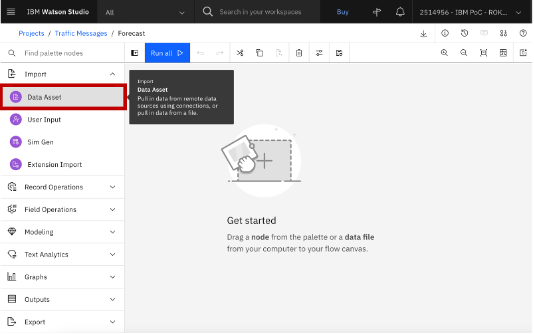 IBM Watson Studio
All
Search in your workspaces
Buy
2514956 - IBM PoC - ROK...
Projects / Traffic Messages / Forecast
Find palette nodes
Run all
Import
Data Asset
User Input
Sim Gen
Extension Import
Record Operations
Field Operations
Modeling
Text Analytics
Graphs
Outputs
Export
Import
Data Asset
Pull in data from remote data
sources using connections, or
pull in data from a file.
Get started
Drag a node from the palette or a data file
from your computer to your flow canvas.